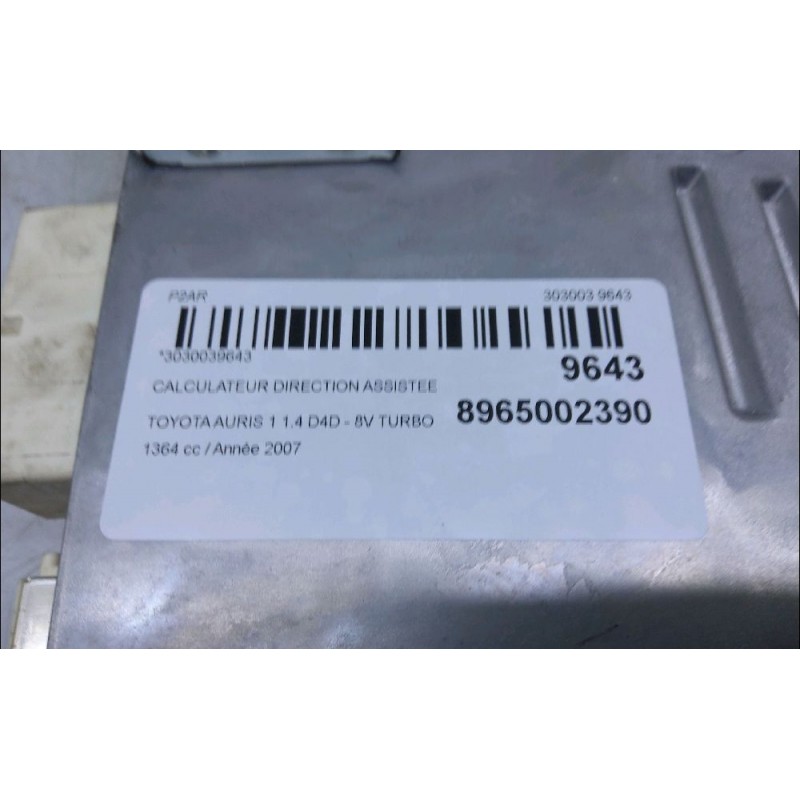 P2AR 303003 9643
*3030039643
9643
CALCULATEUR DIRECTION ASSISTEE
8965002390
TOYOTA AURIS 1 1.4 D4D - 8V TURBO
1364 cc / Année 2007